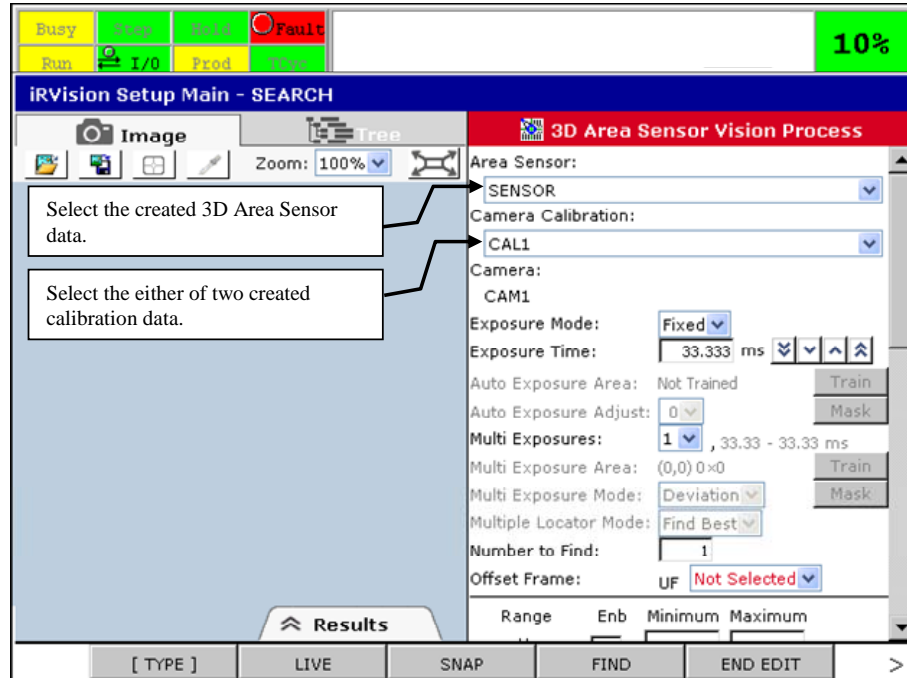 Busy Step Hold Fault
Run I/O Prod TCyc
10%
iRVision Setup Main - SEARCH
Image Tree
3D Area Sensor Vision Process
Zoom: 100%
Area Sensor:
SENSOR
Select the created 3D Area Sensor
data.
Camera Calibration:
CAL1
Select the either of two created
calibration data.
Camera:
CAM1
Exposure Mode: Fixed
Exposure Time: 33.333 ms
Auto Exposure Area: Not Trained Train
Auto Exposure Adjust: 0 Mask
Multi Exposures: 1 , 33.33 - 33.33 ms
Multi Exposure Area: (0,0) 0×0 Train
Multi Exposure Mode: Deviation Mask
Multiple Locator Mode: Find Best
Number to Find: 1
Offset Frame: UF Not Selected
Range Enb Minimum Maximum
Results
[ TYPE ] LIVE SNAP FIND END EDIT >